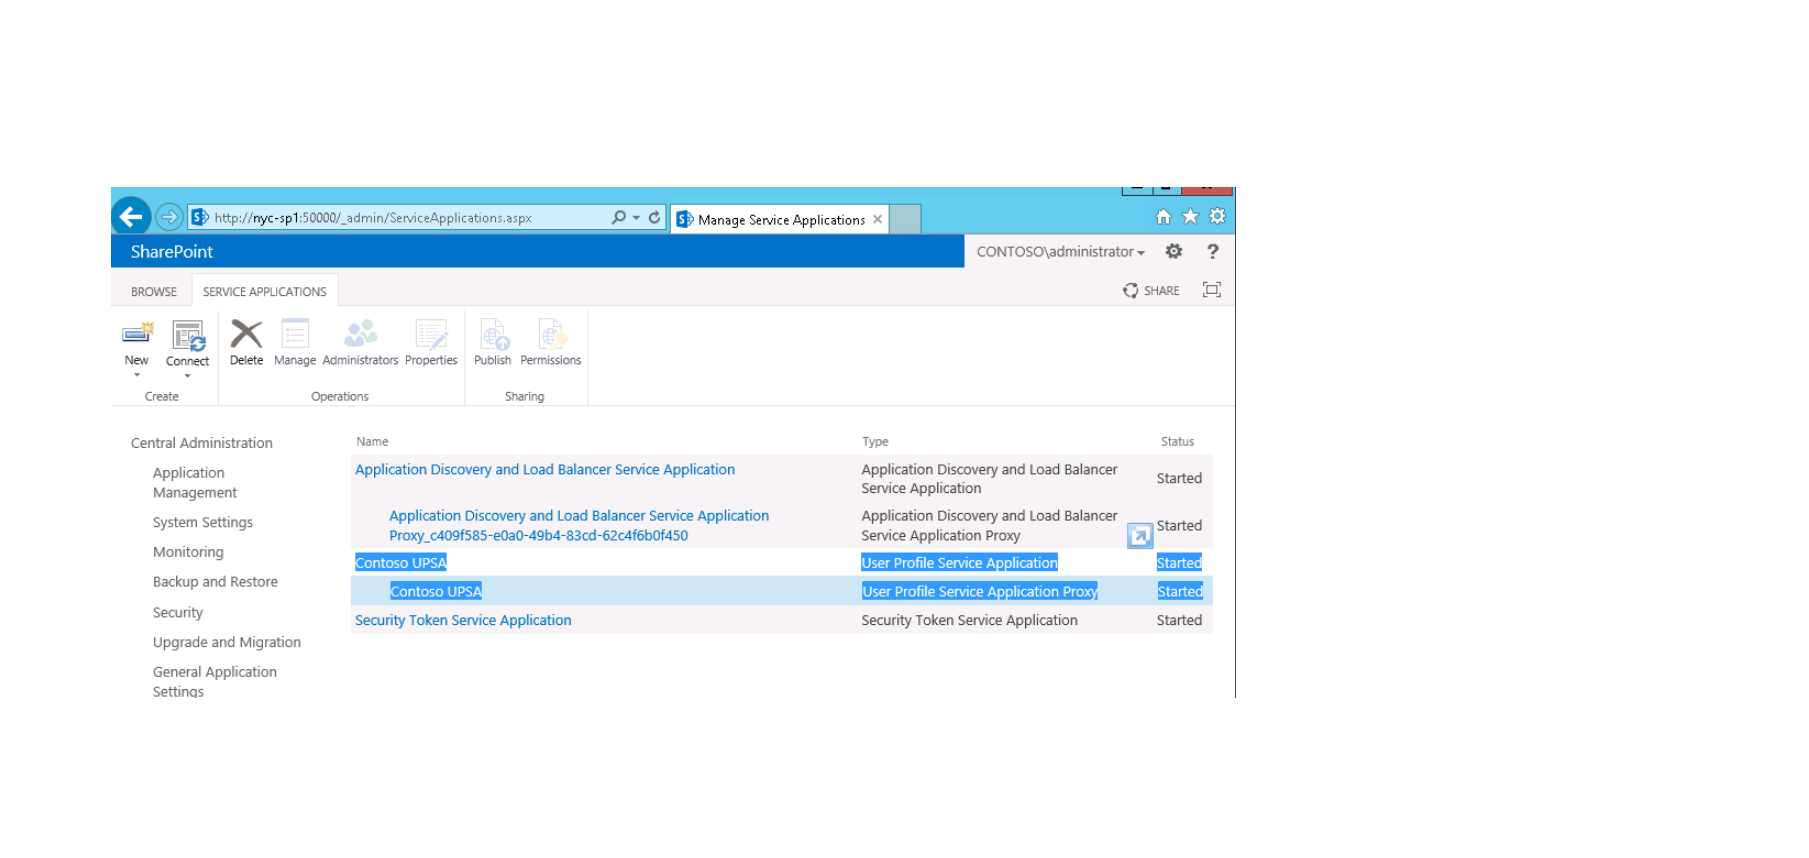 http://nyc-sp1:50000/_admin/ServiceApplications.aspx
Manage Service Applications
SharePoint
CONTOSO\administrator
?
BROWSE
SERVICE APPLICATIONS
SHARE
New
Connect
Delete
Manage
Administrators
Properties
Publish
Permissions
Create
Operations
Sharing
Central Administration
Application
Management
System Settings
Monitoring
Backup and Restore
Security
Upgrade and Migration
General Application
Settings
Name Type Status
Application Discovery and Load Balancer Service Application
Application Discovery and Load Balancer
Service Application
Started
Application Discovery and Load Balancer Service Application
Proxy_c409f585-e0a0-49b4-83cd-62c4f6b0f450
Application Discovery and Load Balancer
Service Application Proxy
Started
Contoso UPSA User Profile Service Application Started
Contoso UPSA User Profile Service Application Proxy Started
Security Token Service Application Security Token Service Application Started